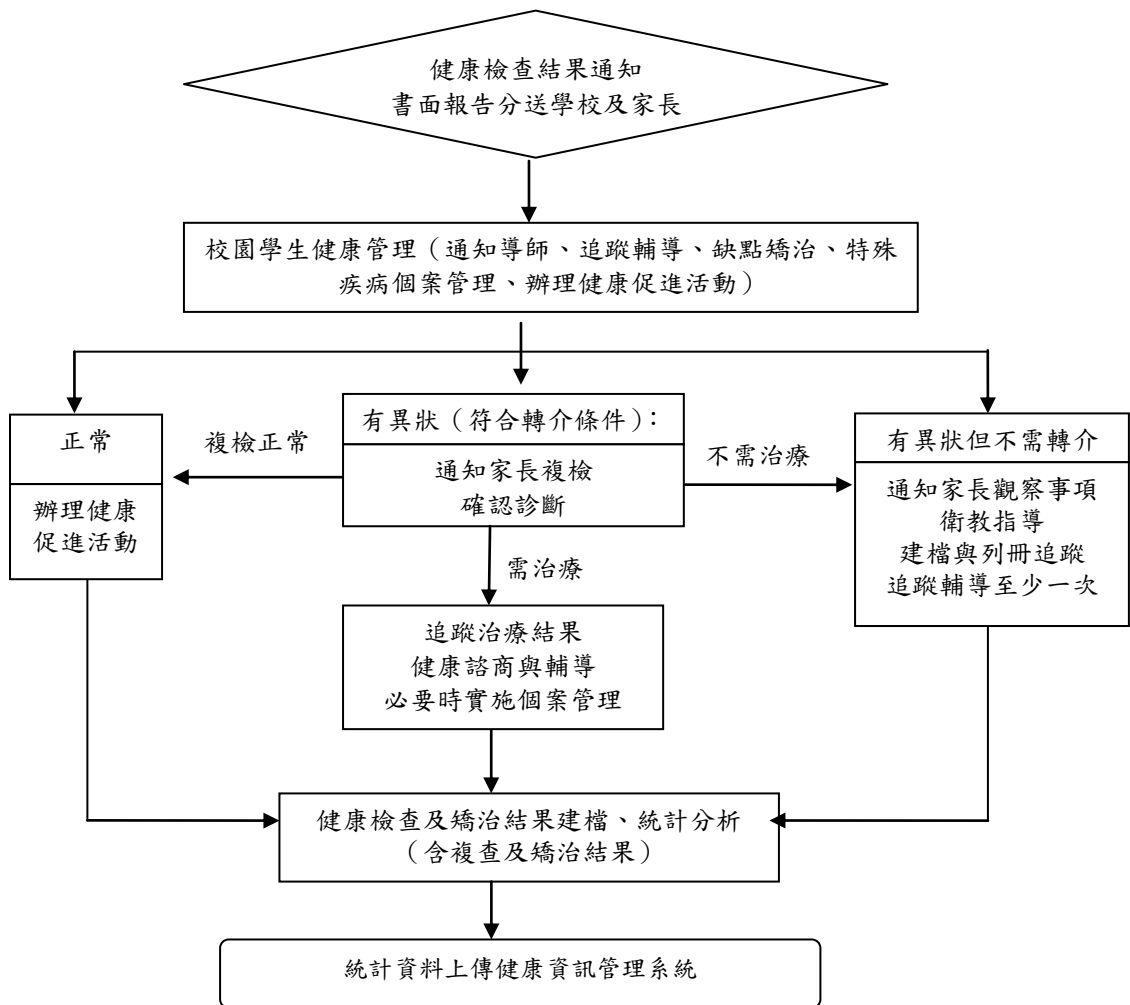 健康檢查結果通知
書面報告分送學校及家長
校園學生健康管理（通知導師、追蹤輔導、缺點矯治、特殊
疾病個案管理、辦理健康促進活動）
正常
辦理健康
促進活動
複檢正常
有異狀（符合轉介條件）：
通知家長複檢
確認診斷
不需治療
有異狀但不需轉介
通知家長觀察事項
衛教指導
建檔與列冊追蹤
追蹤輔導至少一次
需治療
追蹤治療結果
健康諮商與輔導
必要時實施個案管理
健康檢查及矯治結果建檔、統計分析
（含複查及矯治結果）
統計資料上傳健康資訊管理系統